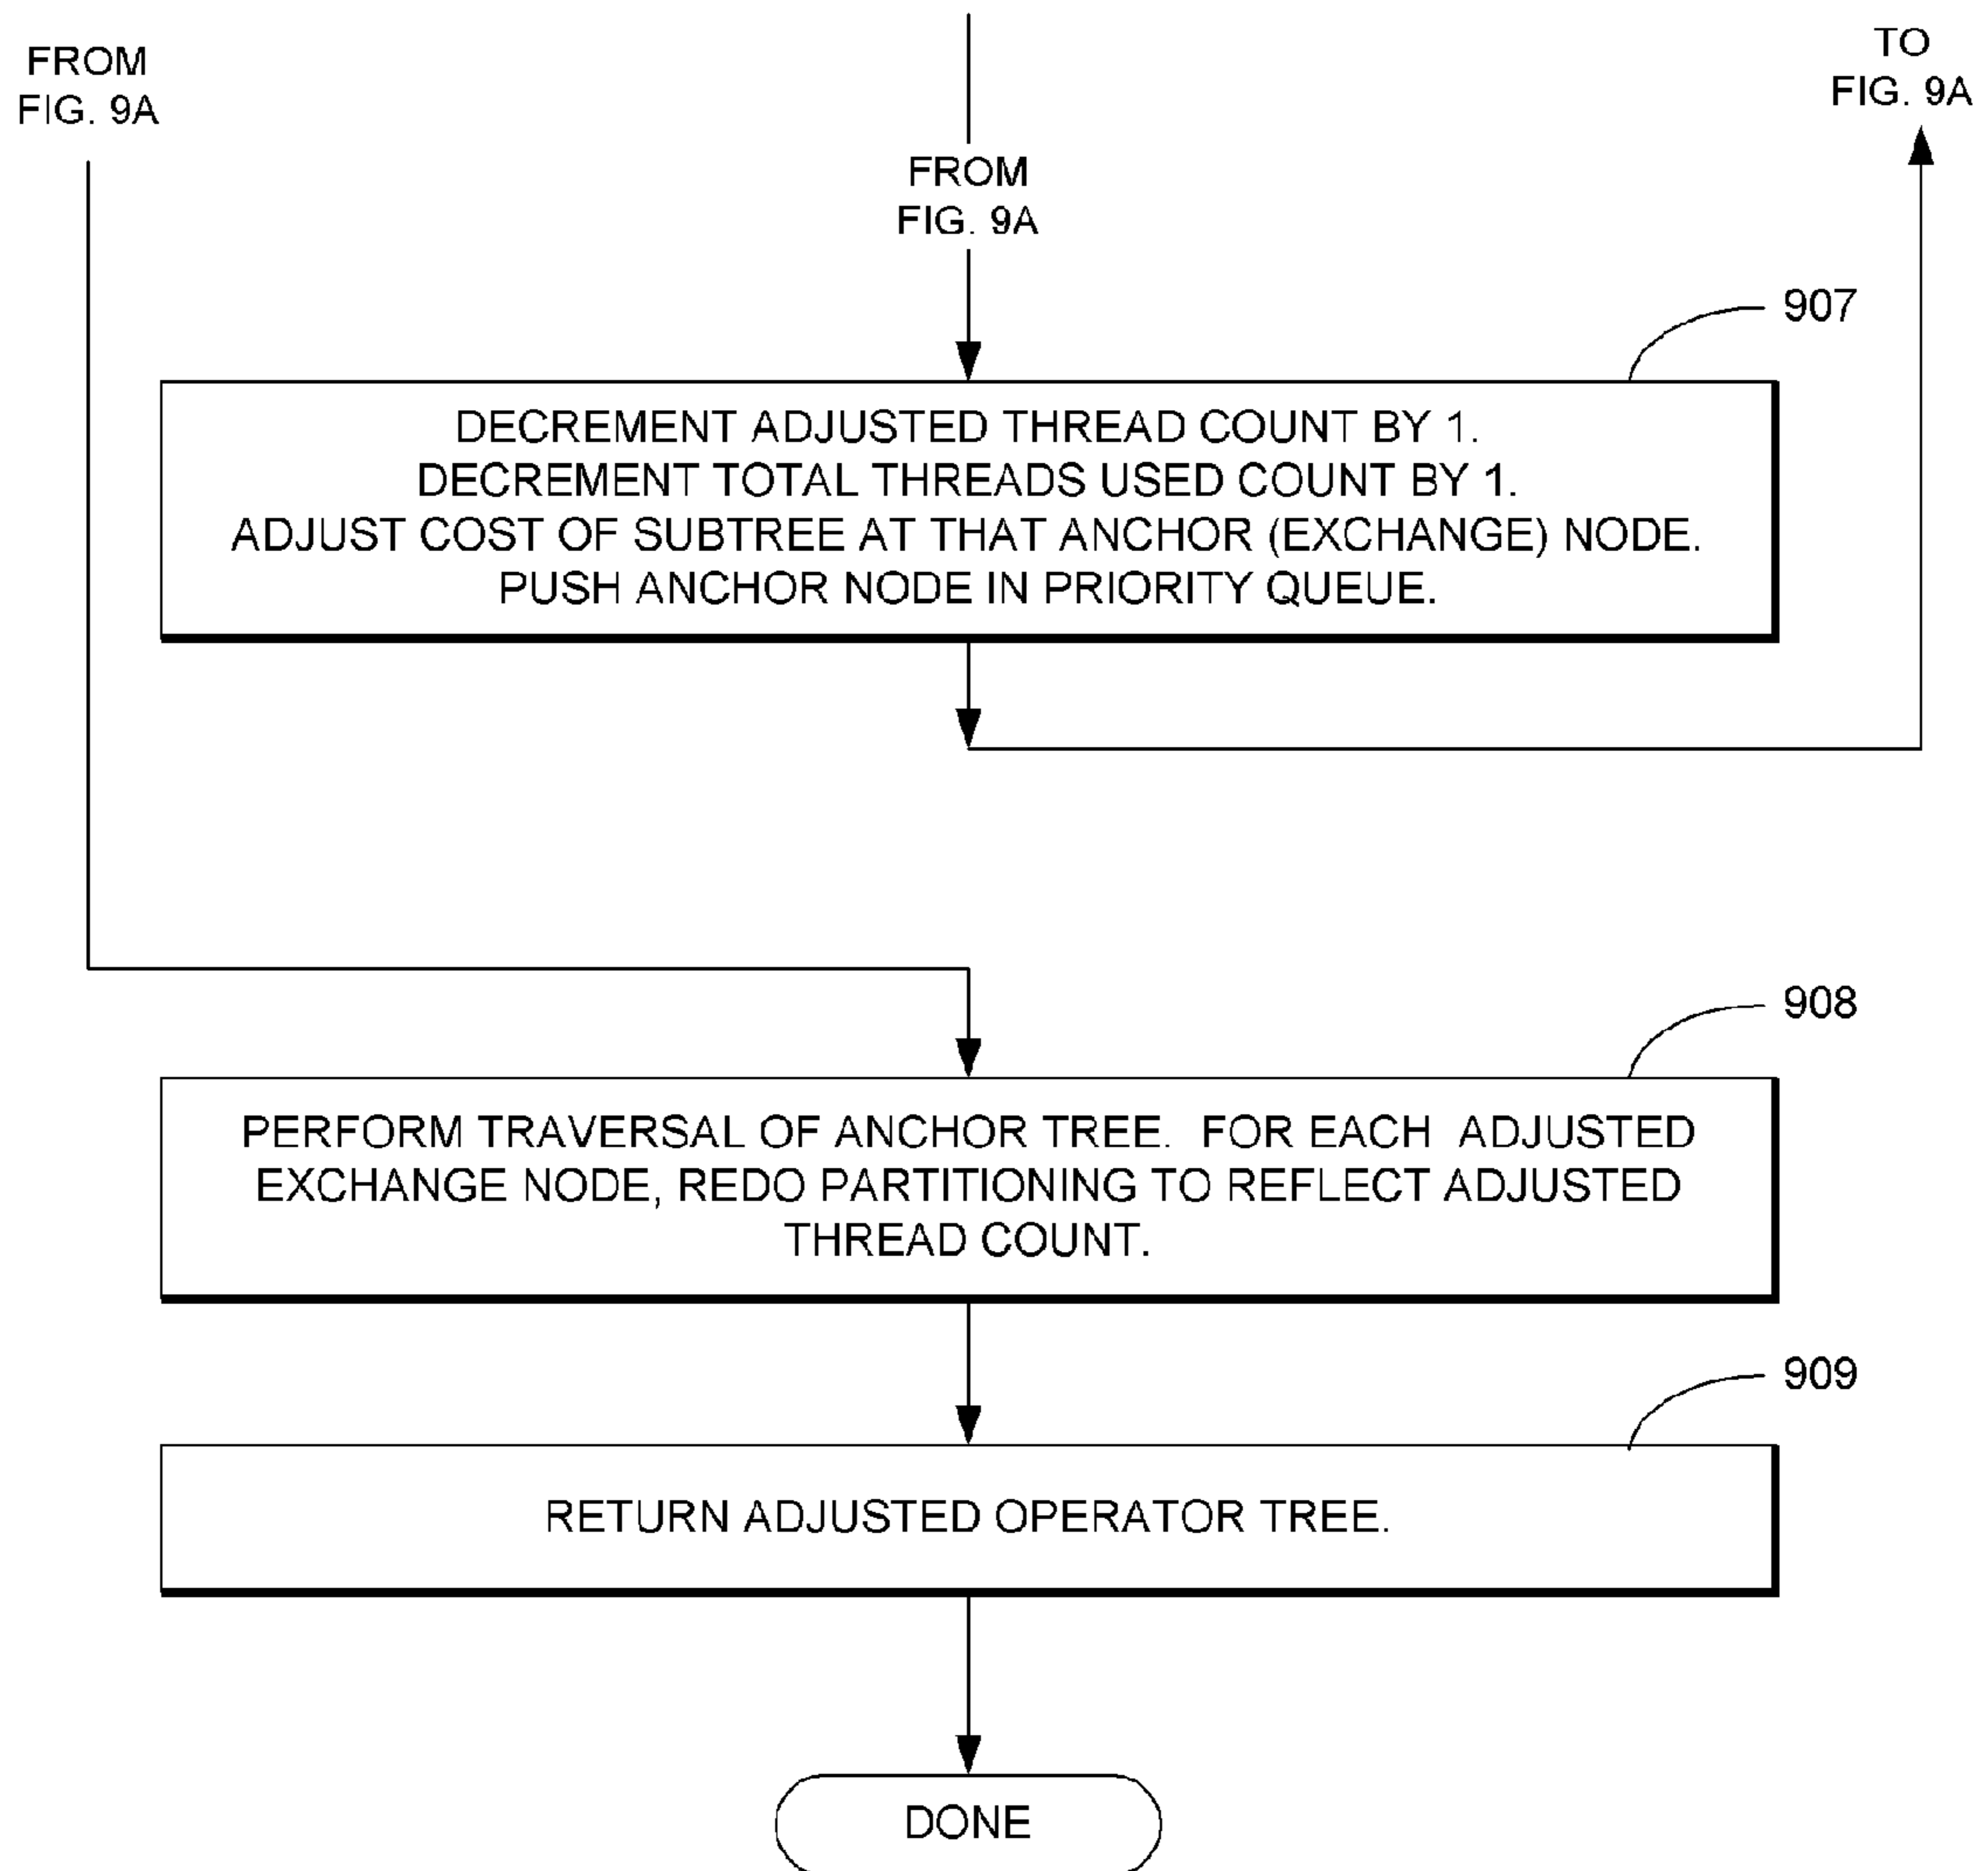 FROM
FIG. 9A
TO
FIG. 9A
FROM
FIG. 9A
907
DECREMENT ADJUSTED THREAD COUNT BY 1.
DECREMENT TOTAL THREADS USED COUNT BY 1.
ADJUST COST OF SUBTREE AT THAT ANCHOR (EXCHANGE) NODE.
PUSH ANCHOR NODE IN PRIORITY QUEUE.
908
PERFORM TRAVERSAL OF ANCHOR TREE. FOR EACH ADJUSTED
EXCHANGE NODE, REDO PARTITIONING TO REFLECT ADJUSTED
THREAD COUNT.
909
RETURN ADJUSTED OPERATOR TREE.
DONE